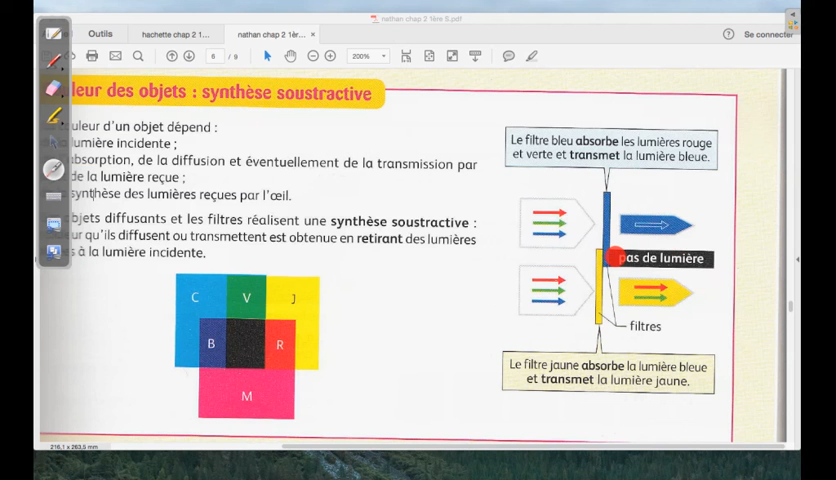 nathan chap 2 1ère S.pdf
Outils
hachette chap 2 1...
nathan chap 2 1èr...
×
Se connecter
6 / 9
200%
leur des objets : synthèse soustractive
uleur d'un objet dépend :
lumière incidente ;
absorption, de la diffusion et éventuellement de la transmission par
de la lumière reçue ;
synthèse des lumières reçues par l'œil.
objets diffusants et les filtres réalisent une synthèse soustractive :
eur qu'ils diffusent ou transmettent est obtenue en retirant des lumières
s à la lumière incidente.
C
V
J
B
R
M
Le filtre bleu absorbe les lumières rouge
et verte et transmet la lumière bleue.
pas de lumière
filtres
Le filtre jaune absorbe la lumière bleue
et transmet la lumière jaune.
216,1 x 263,5 mm